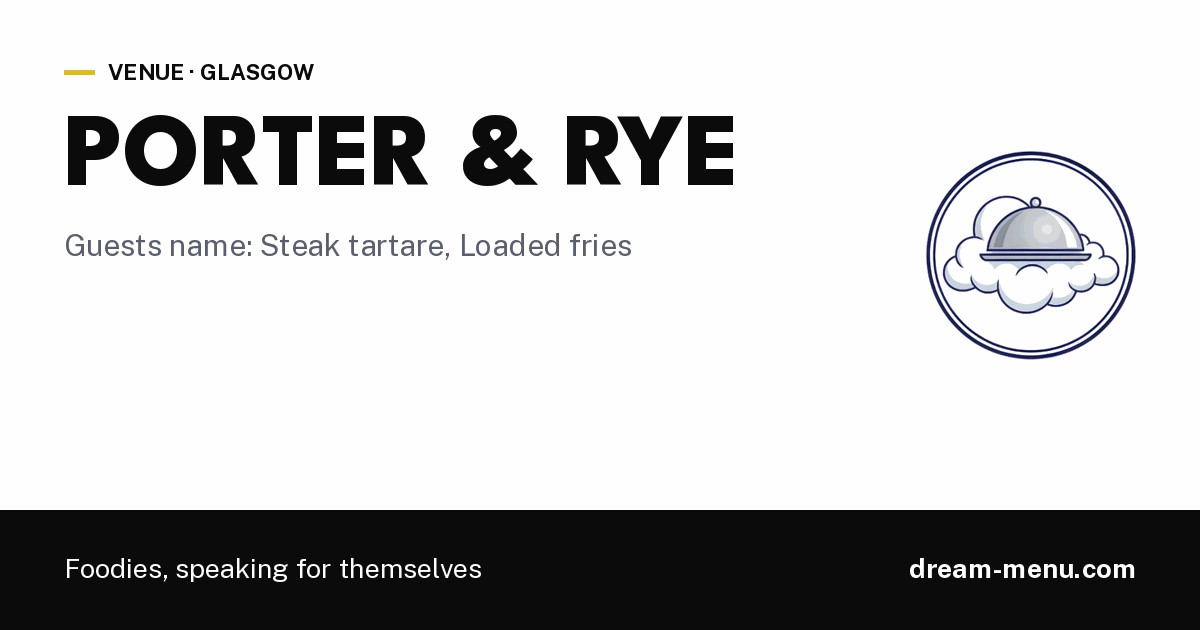 VENUE · GLASGOW
PORTER & RYE
Guests name: Steak tartare, Loaded fries
Foodies, speaking for themselves
dream-menu.com